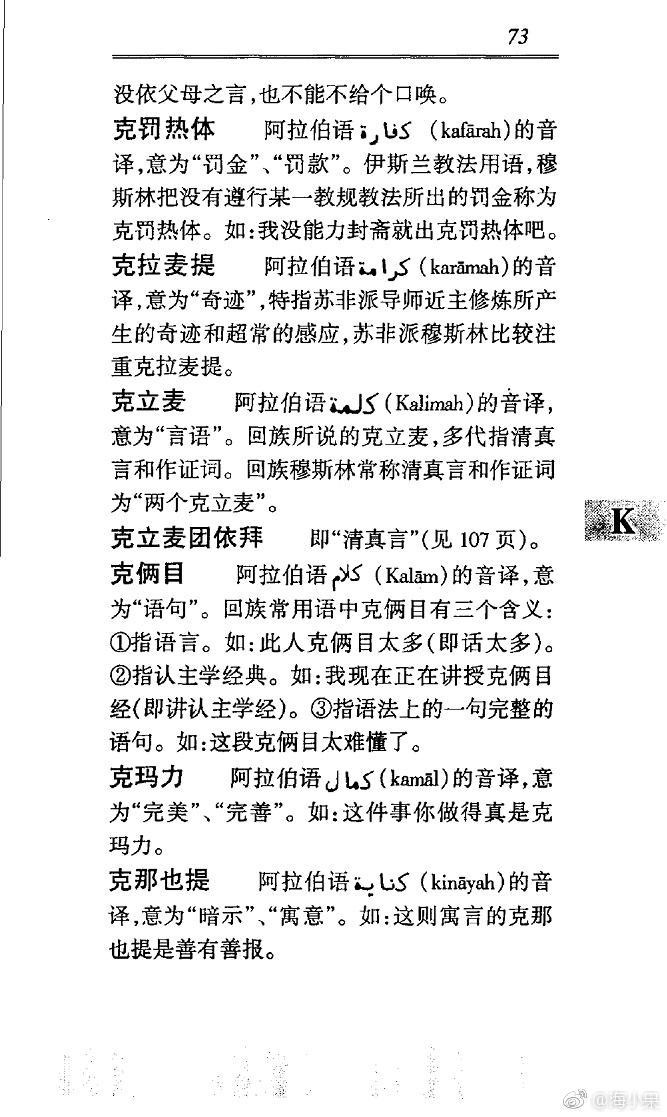 73
没依父母之言,也不能不给个口唤。
克罚热体 阿拉伯语 كفارة (kafārah)的音
译,意为“罚金”、“罚款”。伊斯兰教法用语,穆
斯林把没有遵行某一教规教法所出的罚金称为
克罚热体。如:我没能力封斋就出克罚热体吧。
克拉麦提 阿拉伯语 كرامة (karāmah)的音
译,意为“奇迹”,特指苏非派导师近主修炼所产
生的奇迹和超常的感应,苏非派穆斯林比较注
重克拉麦提。
克立麦 阿拉伯语 كلمة (Kalimah)的音译,
意为“言语”。回族所说的克立麦,多代指清真
言和作证词。回族穆斯林常称清真言和作证词
为“两个克立麦”。
克立麦团依拜 即“清真言”(见 107 页)。
K
克俩目 阿拉伯语 كلام (Kalām)的音译,意
为“语句”。回族常用语中克俩目有三个含义:
①指语言。如:此人克俩目太多(即话太多)。
②指认主学经典。如:我现在正在讲授克俩目
经(即讲认主学经)。③指语法上的一句完整的
语句。如:这段克俩目太难懂了。
克玛力 阿拉伯语 كمال (kamāl)的音译,意
为“完美”、“完善”。如:这件事你做得真是克
玛力。
克那也提 阿拉伯语 كناية (kināyah)的音
译,意为“暗示”、“寓意”。如:这则寓言的克那
也提是善有善报。
@海小杲